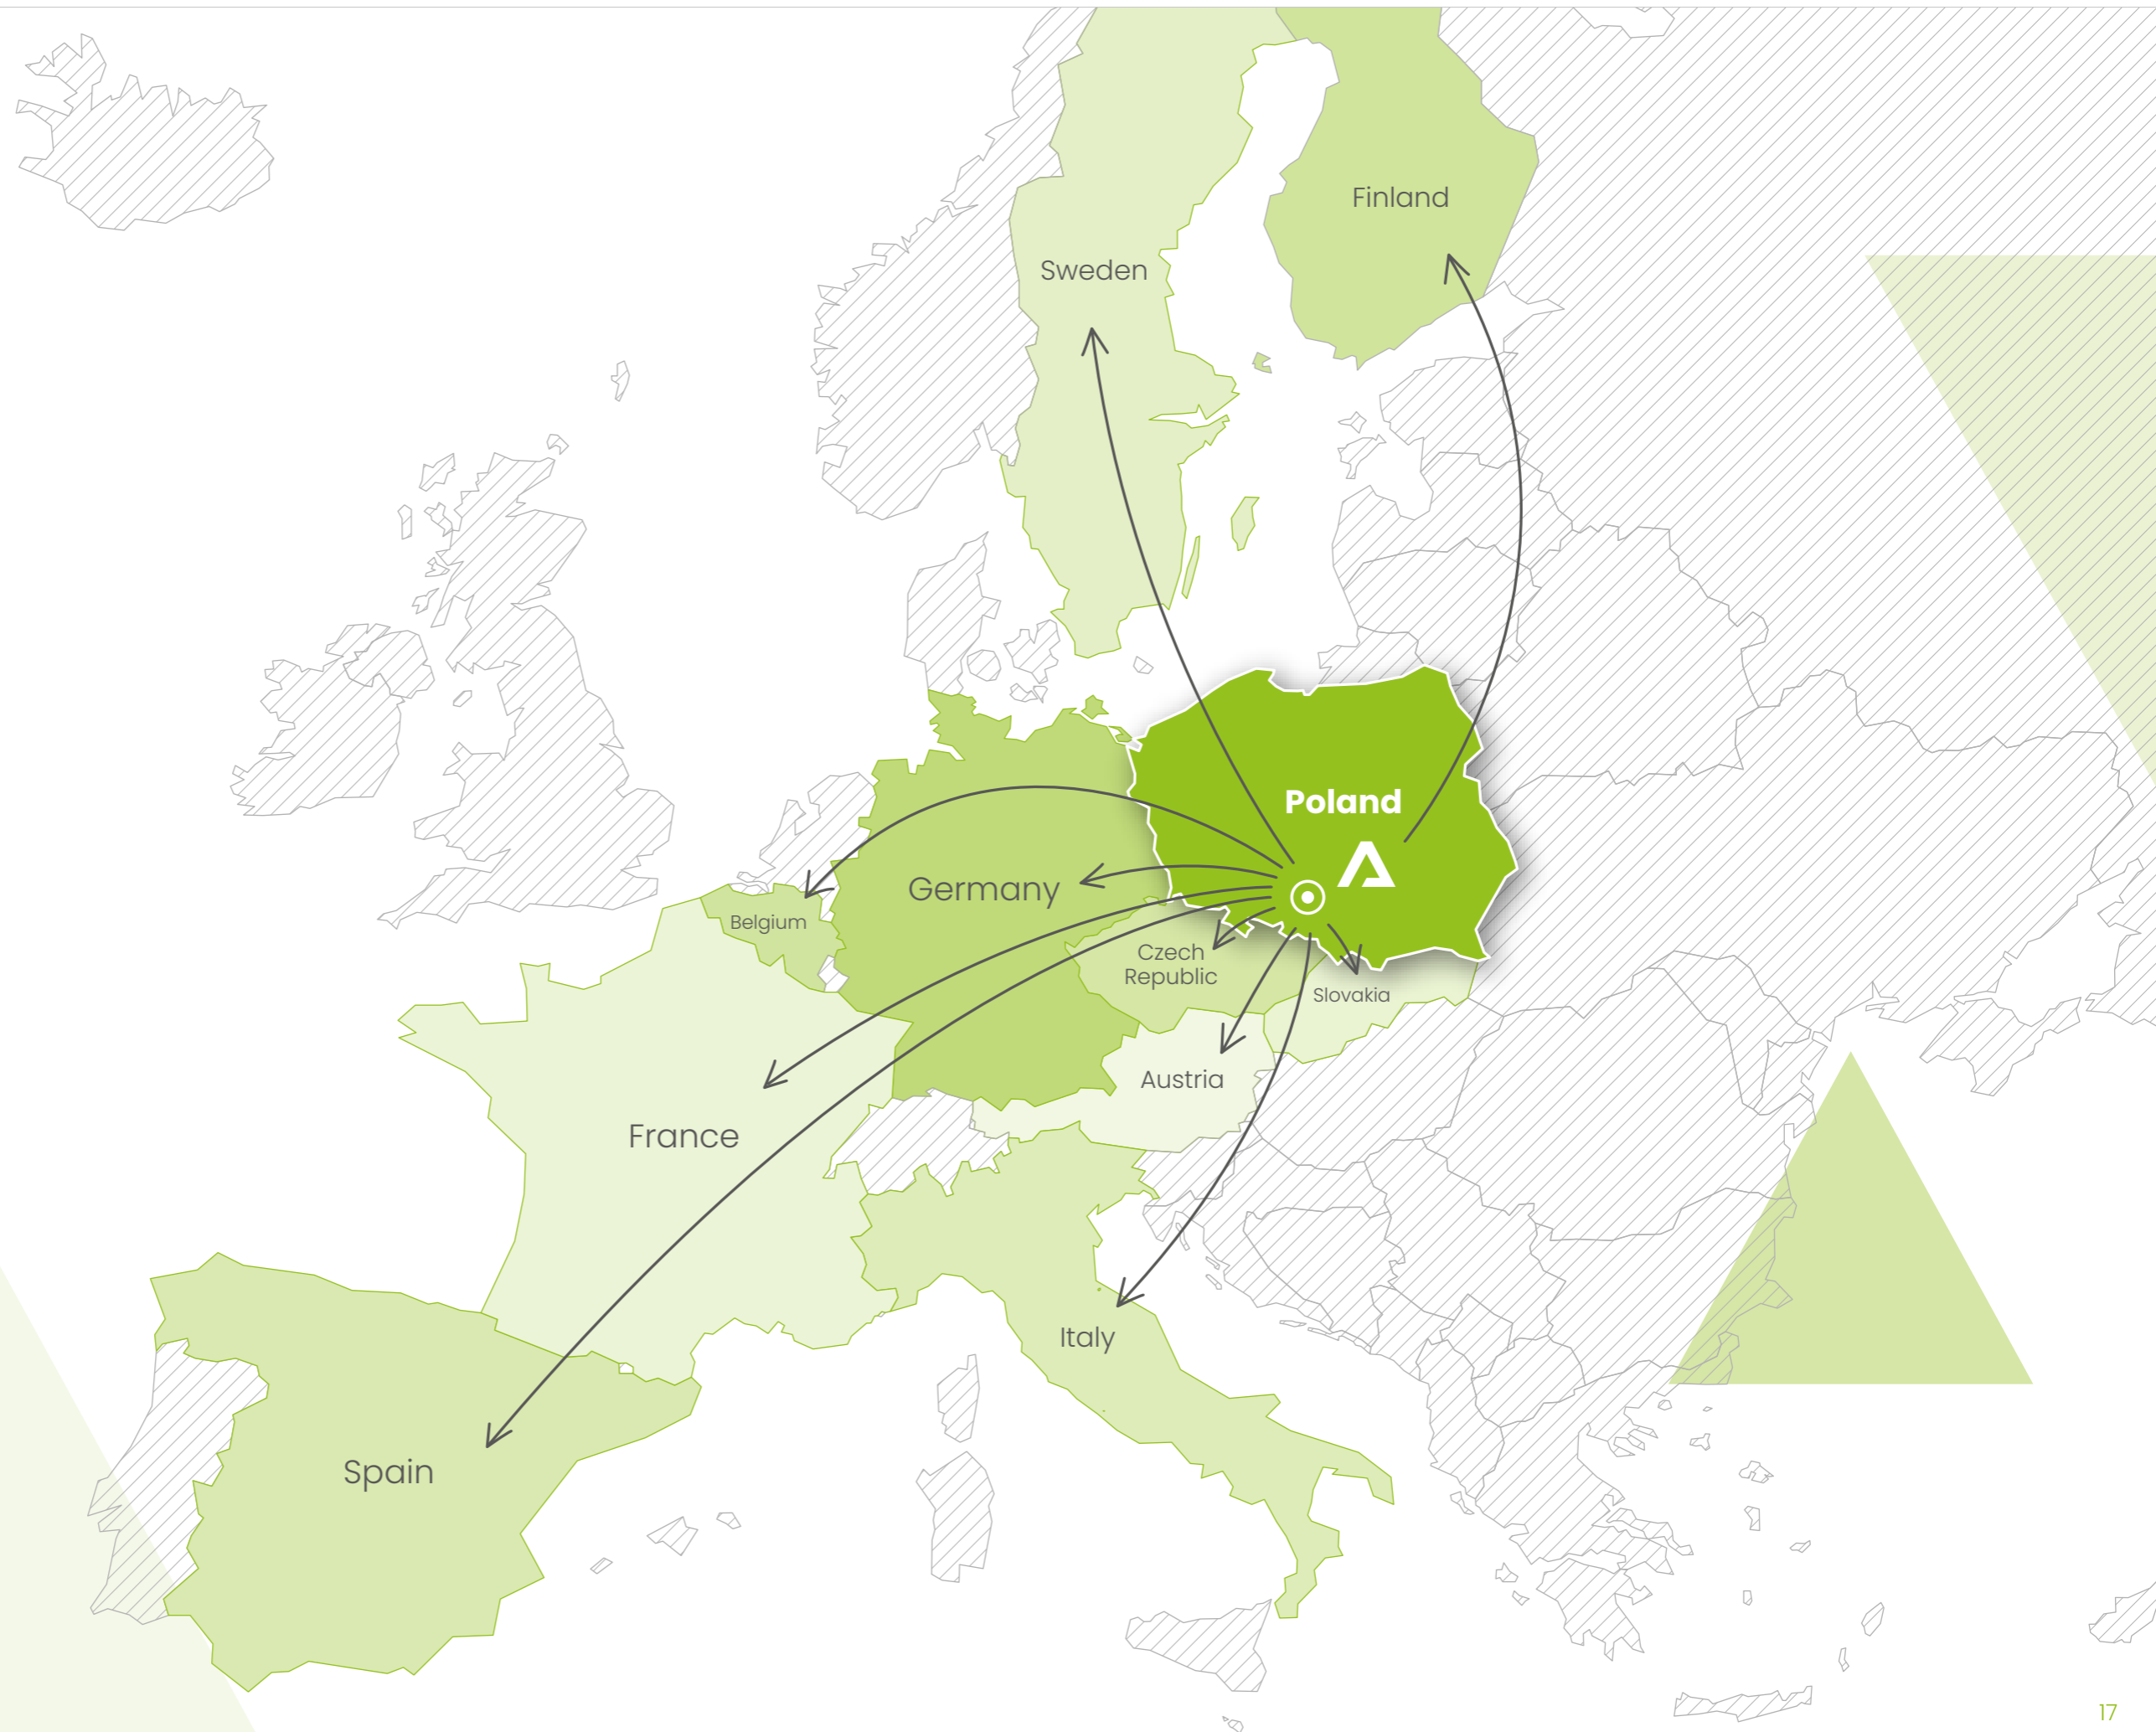 Finland
Sweden
Poland
Germany
Belgium
Czech
Republic
Slovakia
Austria
France
Italy
Spain
17